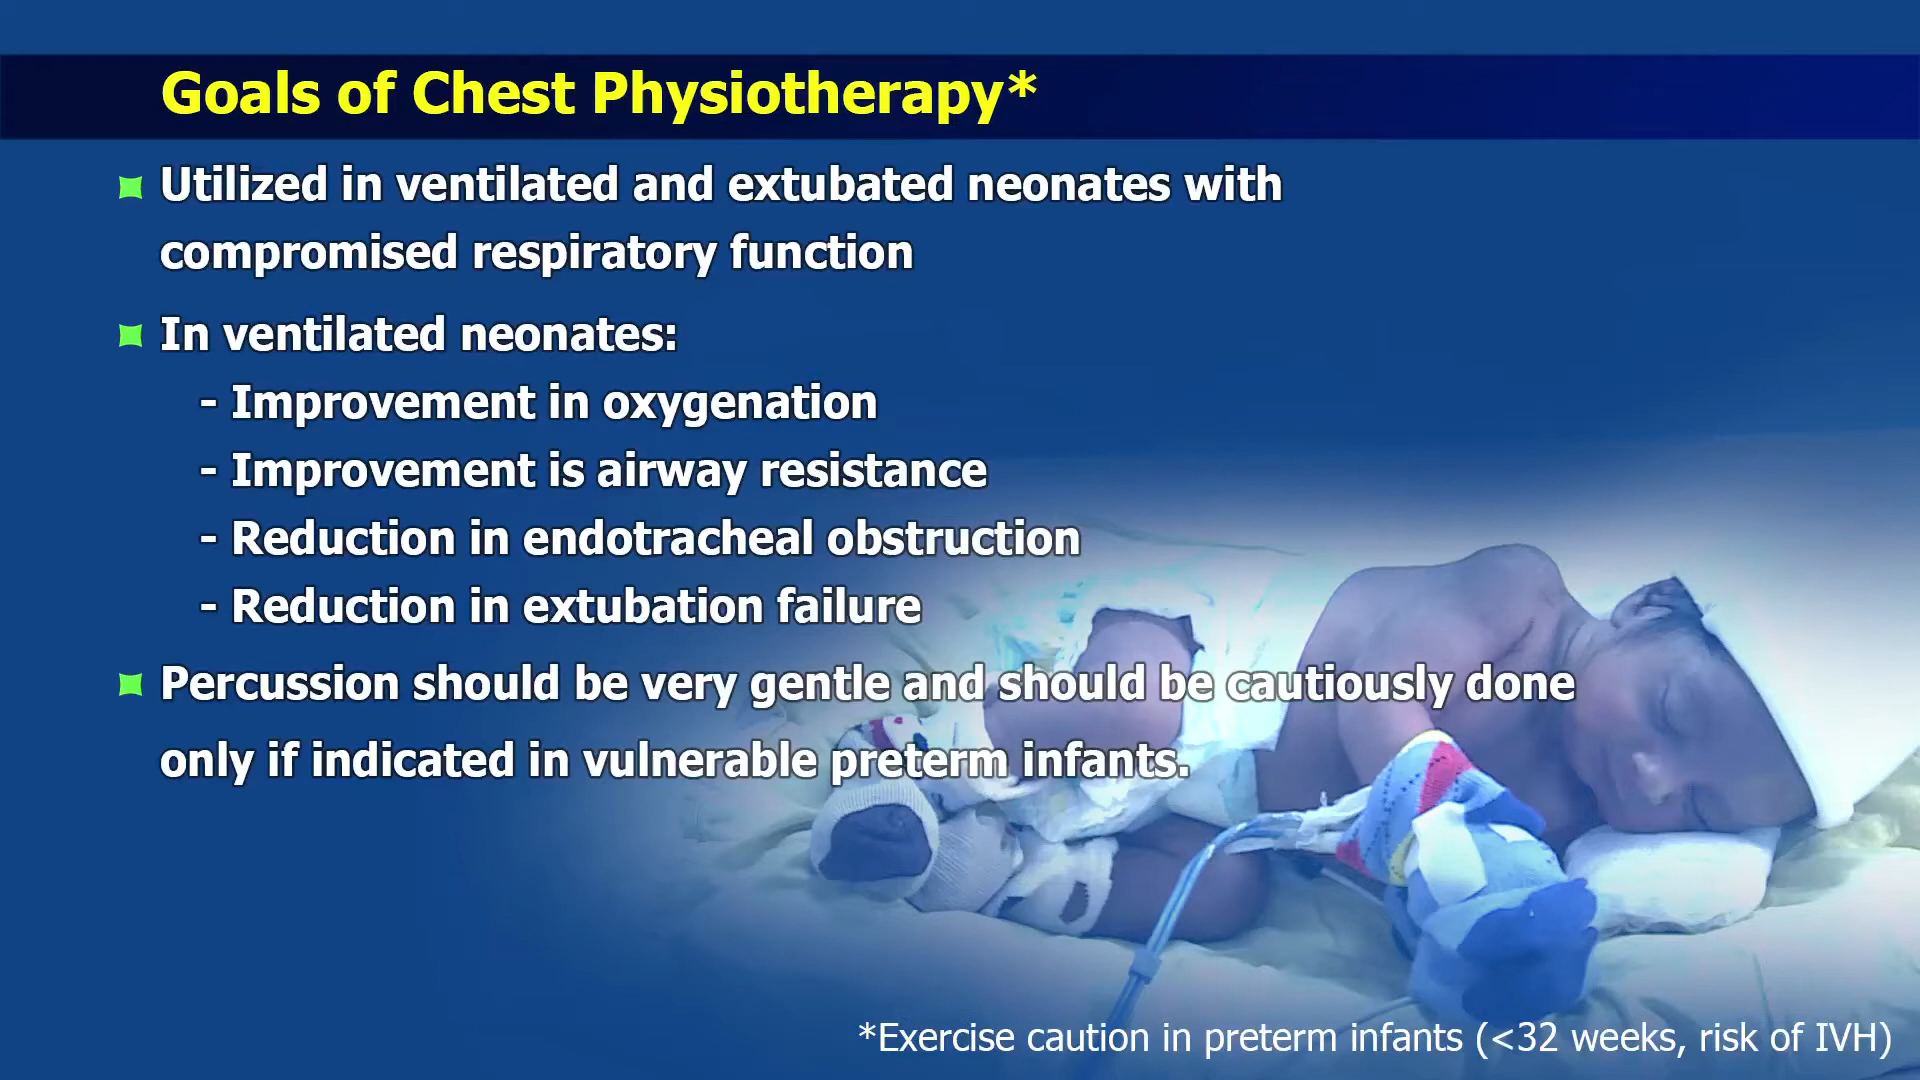 Goals of Chest Physiotherapy*
Utilized in ventilated and extubated neonates with
compromised respiratory function
In ventilated neonates:
- Improvement in oxygenation
- Improvement is airway resistance
- Reduction in endotracheal obstruction
- Reduction in extubation failure
Percussion should be very gentle and should be cautiously done
only if indicated in vulnerable preterm infants.
*Exercise caution in preterm infants (<32 weeks, risk of IVH)